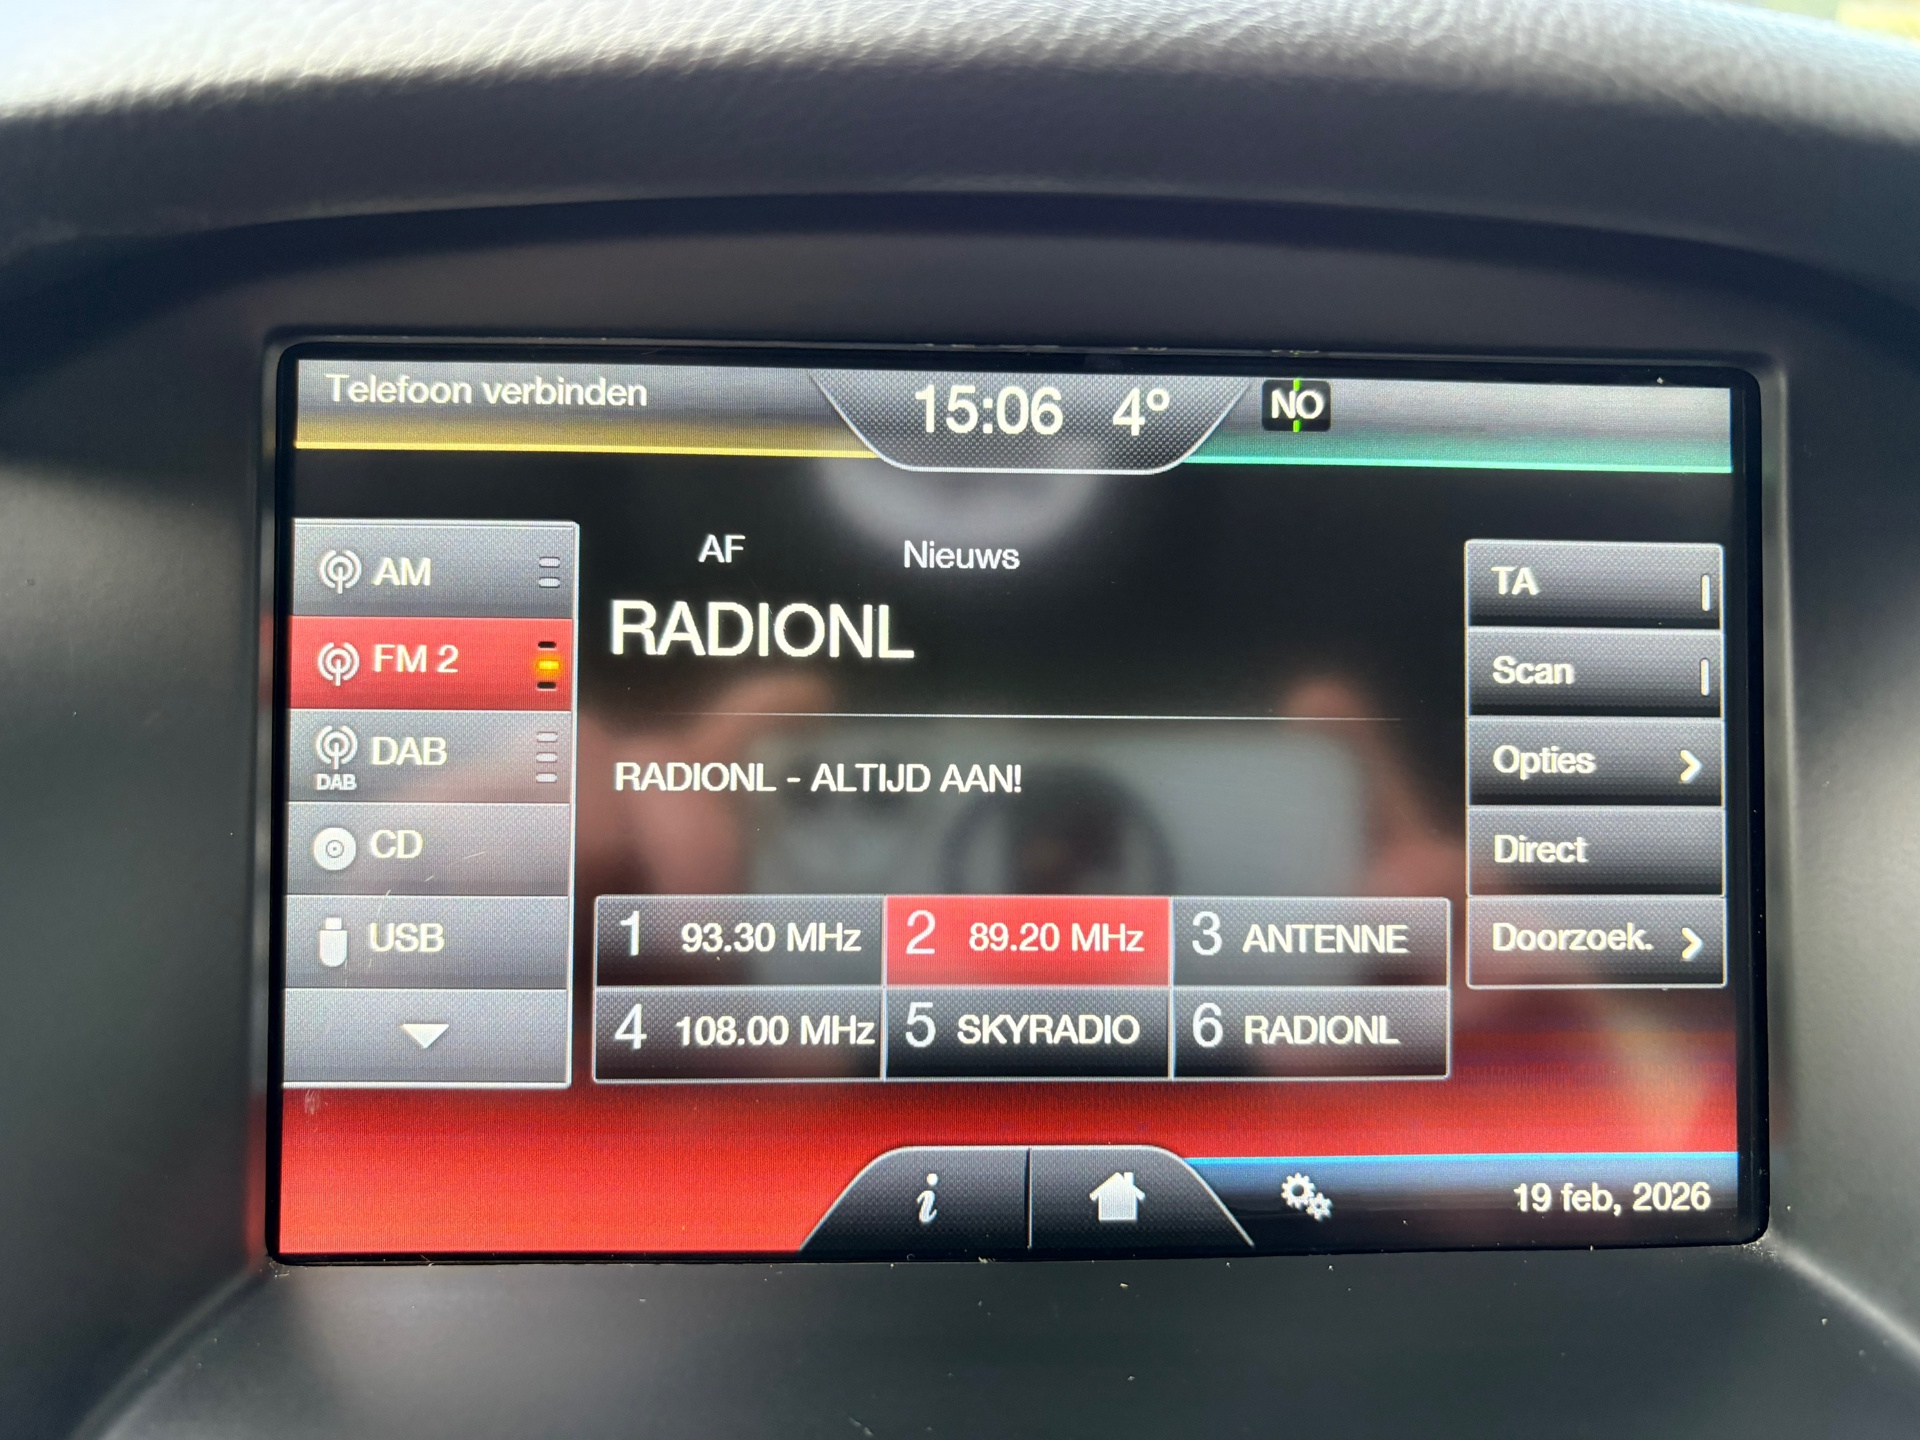 Telefoon verbinden
15:06 4° NO
AM
FM 2
DAB
DAB
CD
USB
AF Nieuws
RADIONL
RADIONL - ALTIJD AAN!
1 93.30 MHz 2 89.20 MHz 3 ANTENNE
4 108.00 MHz 5 SKYRADIO 6 RADIONL
TA
Scan
Opties
Direct
Doorzoek.
i
19 feb, 2026